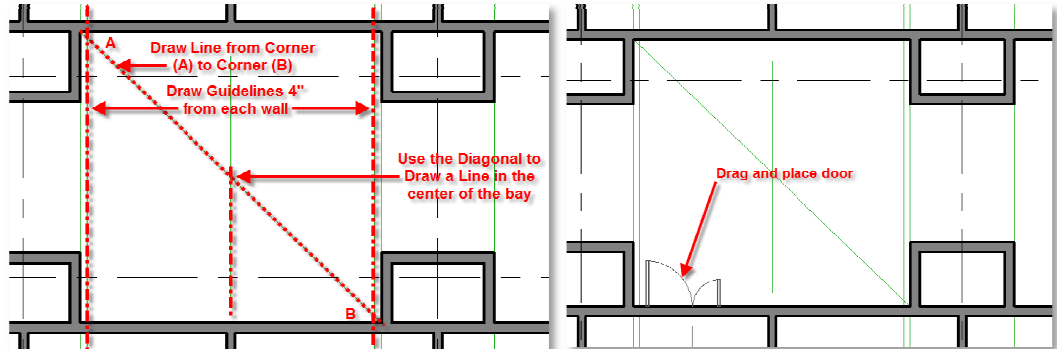 A
Draw Line from Corner
(A) to Corner (B)
Draw Guidelines 4"
from each wall
Use the Diagonal to
Draw a Line in the
center of the bay
B
Drag and place door